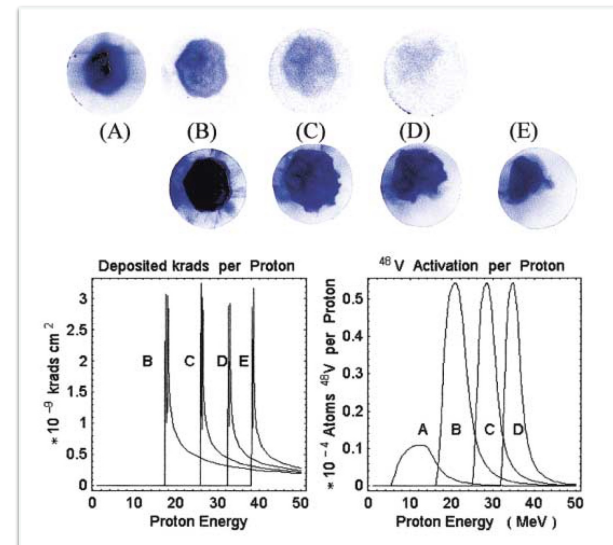 (A) (B) (C) (D) (E)
Deposited krads per Proton
* 10⁻⁹ krads cm²
3
2.5
2
1.5
1
0.5
0
B C D E
0 10 20 30 40 50
Proton Energy
⁴⁸V Activation per Proton
* 10⁻⁴ Atoms ⁴⁸V per Proton
0.5
0.4
0.3
0.2
0.1
0
A B C D
0 10 20 30 40 50
Proton Energy ( MeV )